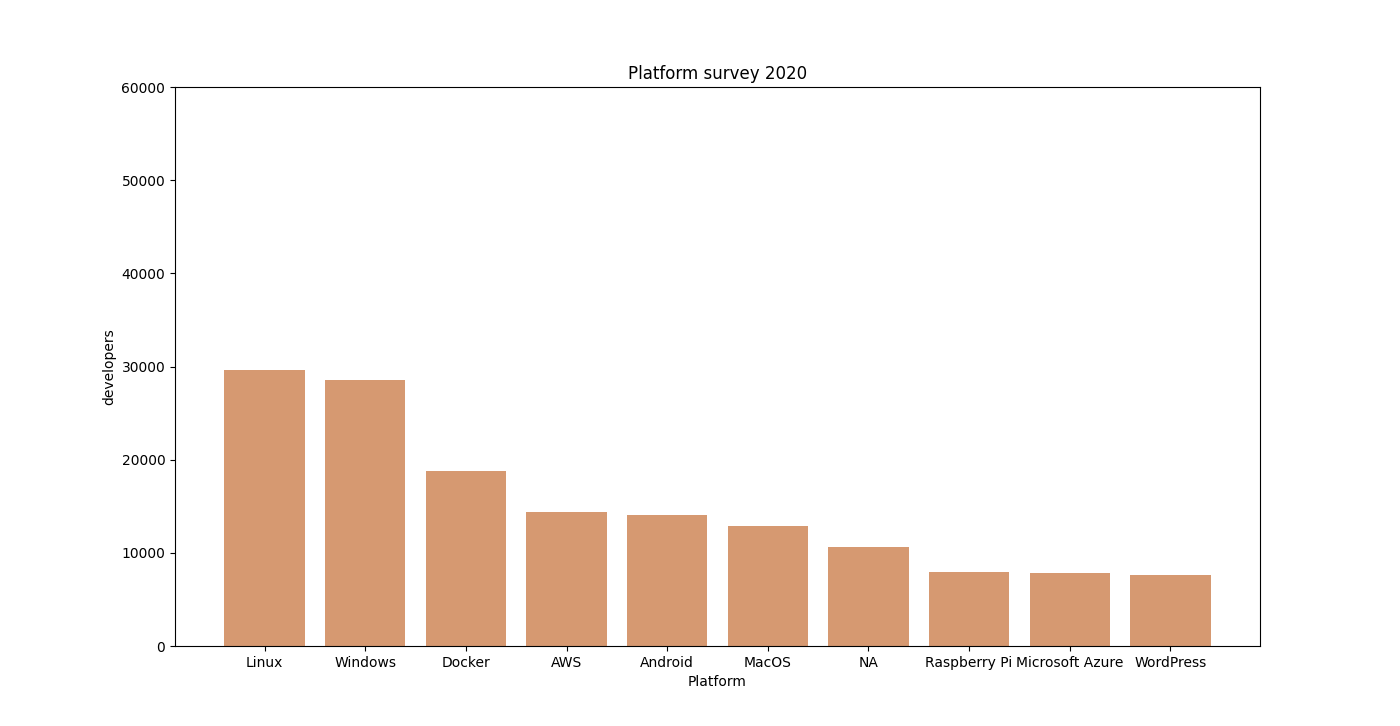 Platform survey 2020
60000
50000
40000
30000
20000
10000
0
developers
Linux Windows Docker AWS Android MacOS NA Raspberry Pi Microsoft Azure WordPress
Platform